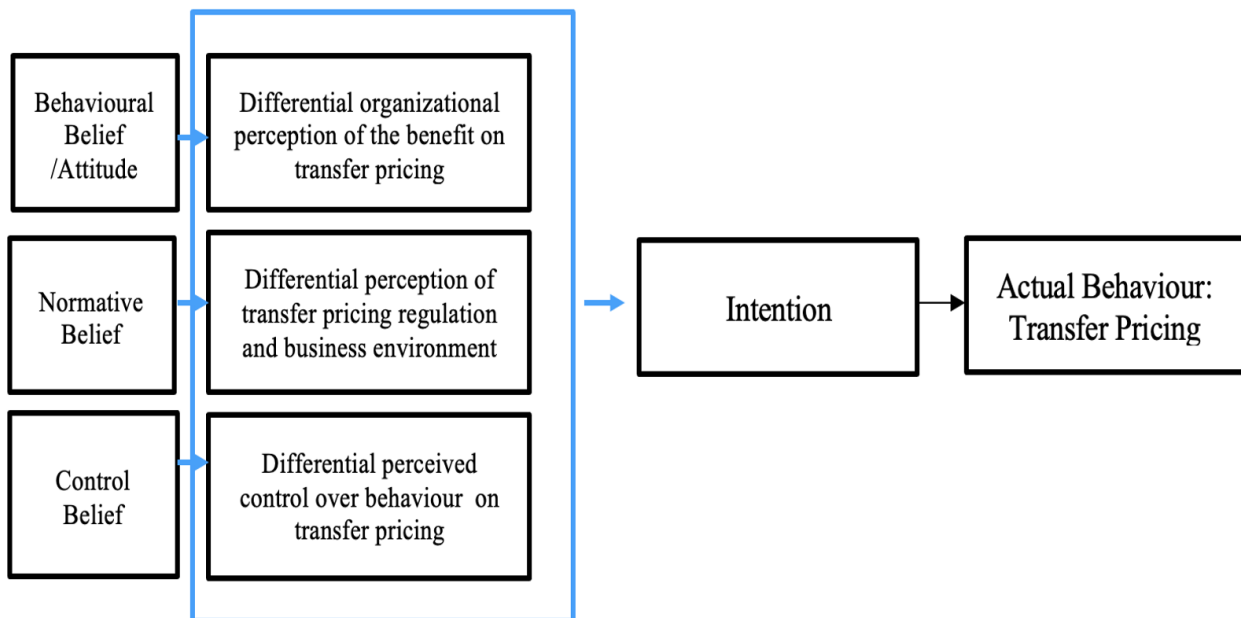 Behavioural
Belief
/Attitude
Differential organizational
perception of the benefit on
transfer pricing
Normative
Belief
Differential perception of
transfer pricing regulation
and business environment
Control
Belief
Differential perceived
control over behaviour on
transfer pricing
Intention
Actual Behaviour:
Transfer Pricing